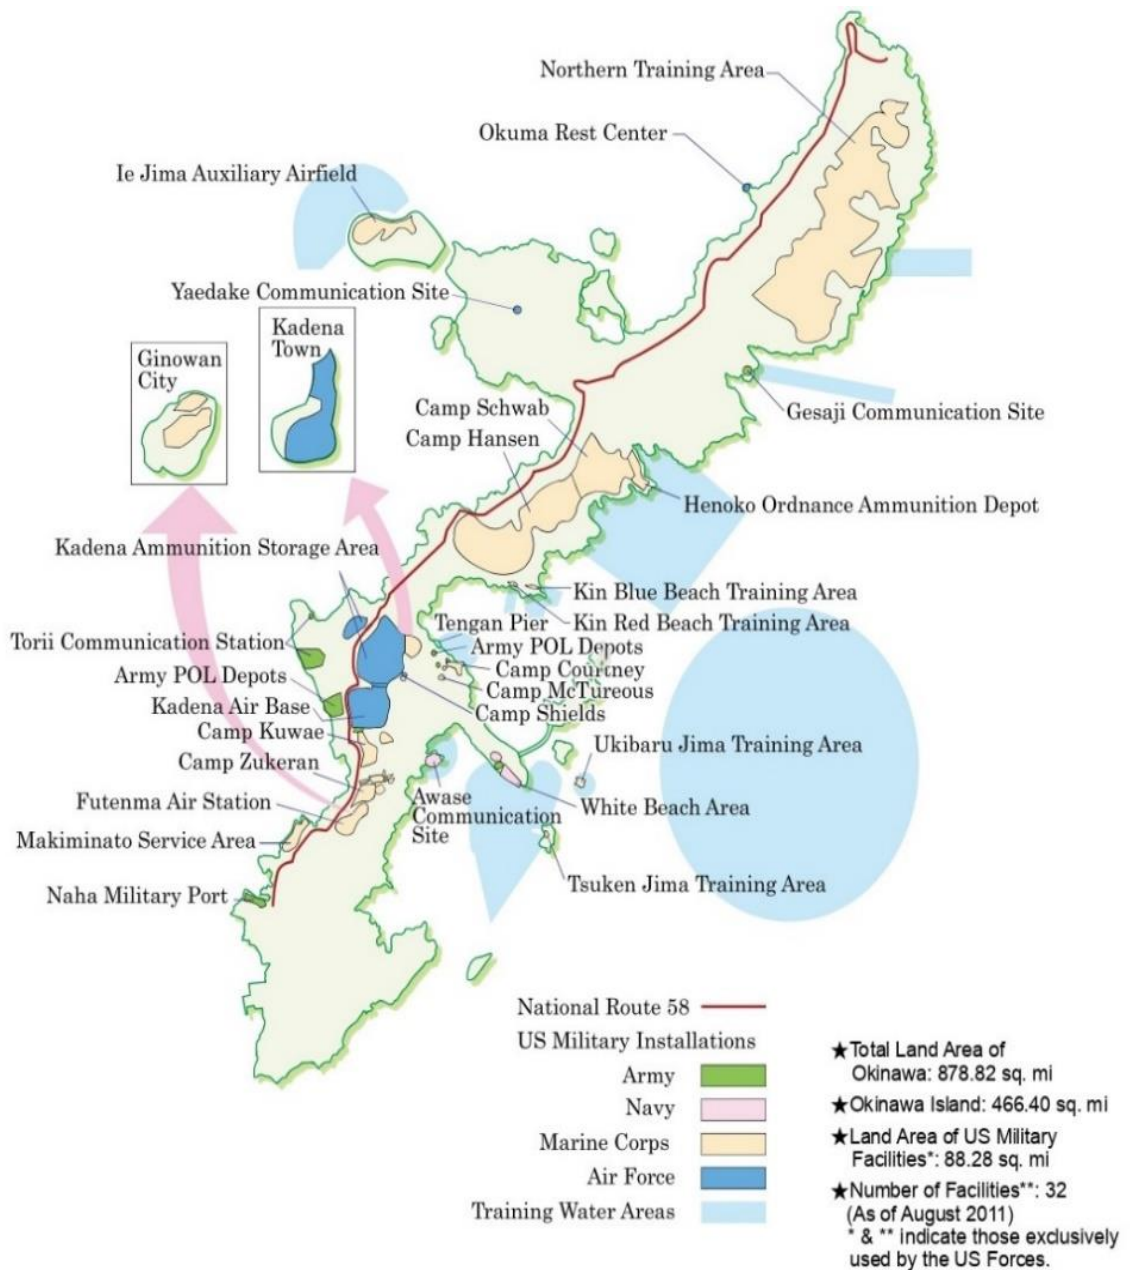 Northern Training Area
Okuma Rest Center
Ie Jima Auxiliary Airfield
Yaedake Communication Site
Kadena
Town
Ginowan
City
Camp Schwab
Camp Hansen
Gesaji Communication Site
Henoko Ordnance Ammunition Depot
Kadena Ammunition Storage Area
Kin Blue Beach Training Area
Kin Red Beach Training Area
Tengan Pier
Army POL Depots
Camp Courtney
Camp McTureous
Camp Shields
Torii Communication Station
Army POL Depots
Kadena Air Base
Camp Kuwae
Camp Zukeran
Futenma Air Station
Makiminato Service Area
Naha Military Port
Ukibaru Jima Training Area
White Beach Area
Awase
Communication
Site
Tsuken Jima Training Area
National Route 58
US Military Installations
Army
Navy
Marine Corps
Air Force
Training Water Areas
★Total Land Area of
Okinawa: 878.82 sq. mi
★Okinawa Island: 466.40 sq. mi
★Land Area of US Military
Facilities*: 88.28 sq. mi
★Number of Facilities**: 32
(As of August 2011)
* & ** indicate those exclusively
used by the US Forces.